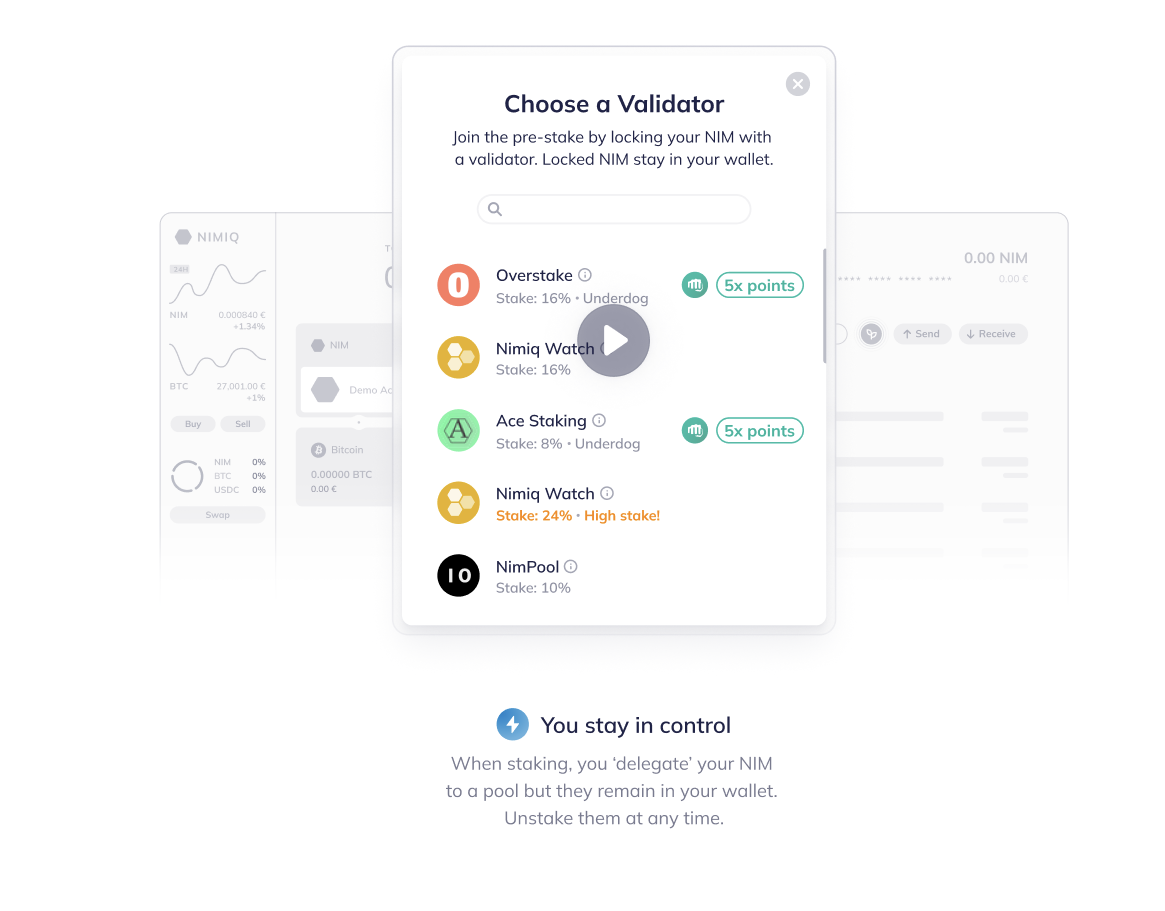 Choose a Validator
Join the pre-stake by locking your NIM with
a validator. Locked NIM stay in your wallet.
Overstake
Stake: 16% • Underdog
5x points
Nimiq Watch
Stake: 16%
Ace Staking
Stake: 8% • Underdog
5x points
Nimiq Watch
Stake: 24% • High stake!
NimPool
Stake: 10%
NIMIQ
24H
NIM 0.000840 €
+1.34%
BTC 27,001.00 €
+1%
Buy Sell
NIM 0%
BTC 0%
USDC 0%
Swap
NIM
Bitcoin
0.00000 BTC
0.00 €
0.00 NIM
**** **** **** ****
0.00 €
Send Receive
You stay in control
When staking, you ‘delegate’ your NIM
to a pool but they remain in your wallet.
Unstake them at any time.